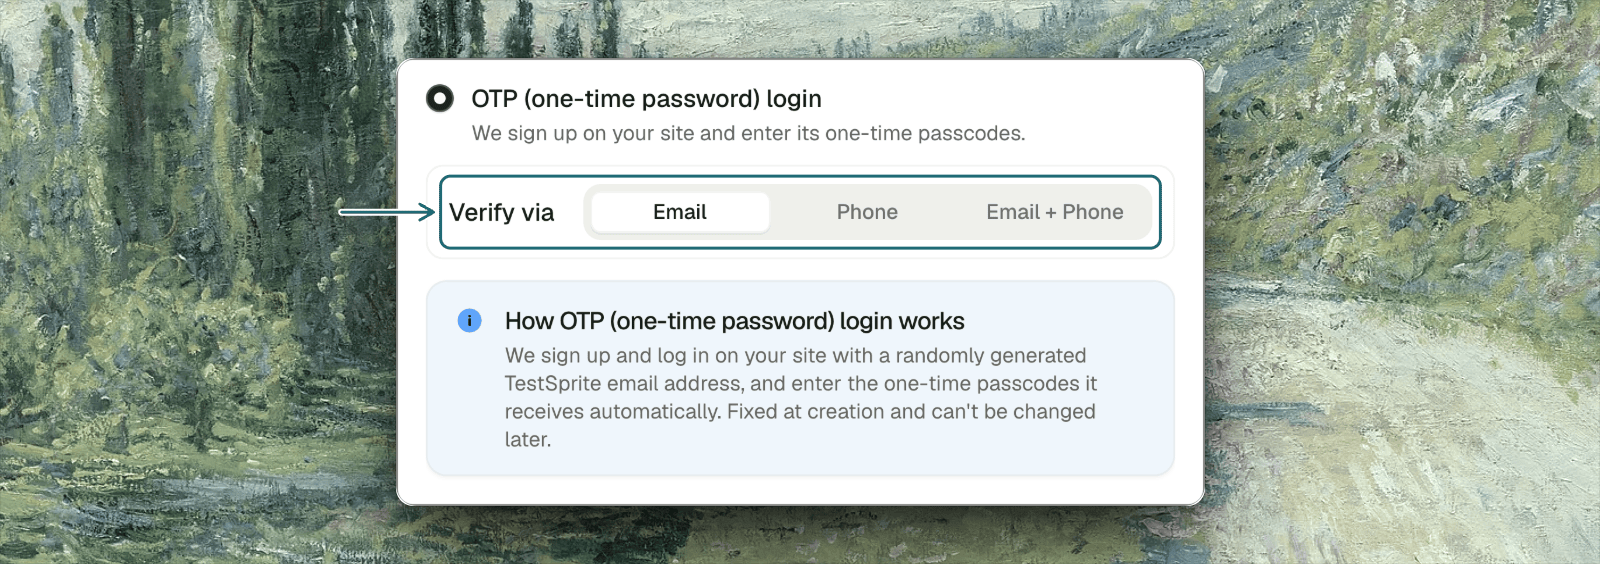 OTP (one-time password) login
We sign up on your site and enter its one-time passcodes.
Verify via
Email
Phone
Email + Phone
How OTP (one-time password) login works
We sign up and log in on your site with a randomly generated
TestSprite email address, and enter the one-time passcodes it
receives automatically. Fixed at creation and can't be changed
later.